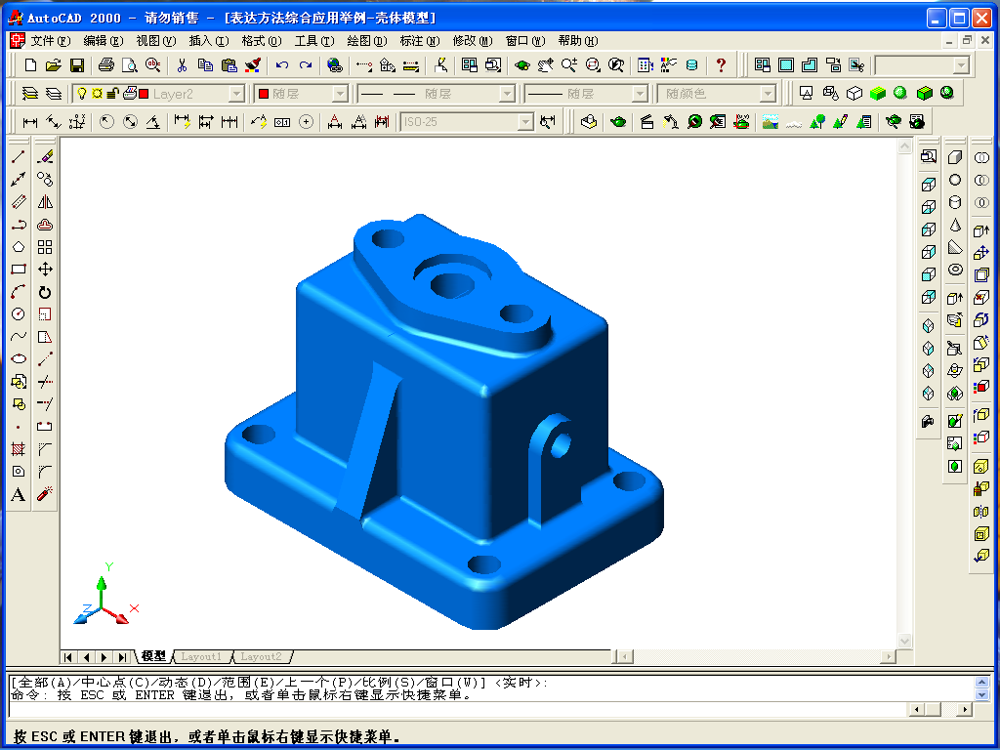 AutoCAD 2000 - 请勿销售 - [表达方法综合应用举例-壳体模型]
文件(F) 编辑(E) 视图(V) 插入(I) 格式(O) 工具(T) 绘图(D) 标注(N) 修改(M) 窗口(W) 帮助(H)
Layer2 随层 随层 随层 随颜色
ISO-25
Y
Z X
模型 Layout1 Layout2
[全部(A)/中心点(C)/动态(D)/范围(E)/上一个(P)/比例(S)/窗口(W)] <实时>:
命令: 按 ESC 或 ENTER 键退出，或者单击鼠标右键显示快捷菜单。
按 ESC 或 ENTER 键退出，或者单击鼠标右键显示快捷菜单。